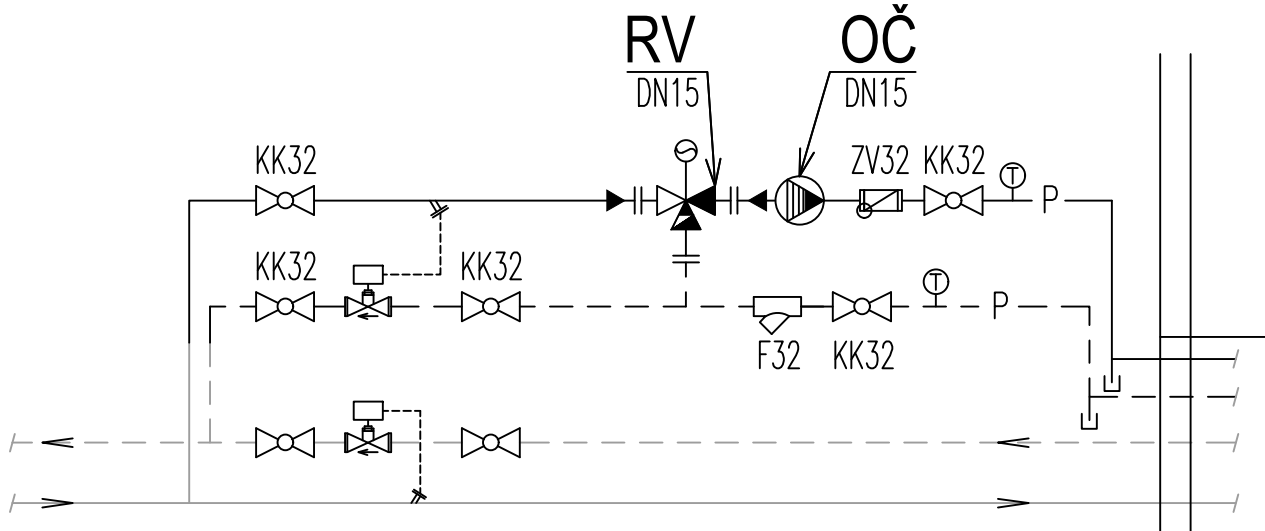 RV OČ
DN15 DN15
KK32 ZV32 KK32
T
P
KK32 KK32
T
P
F32 KK32